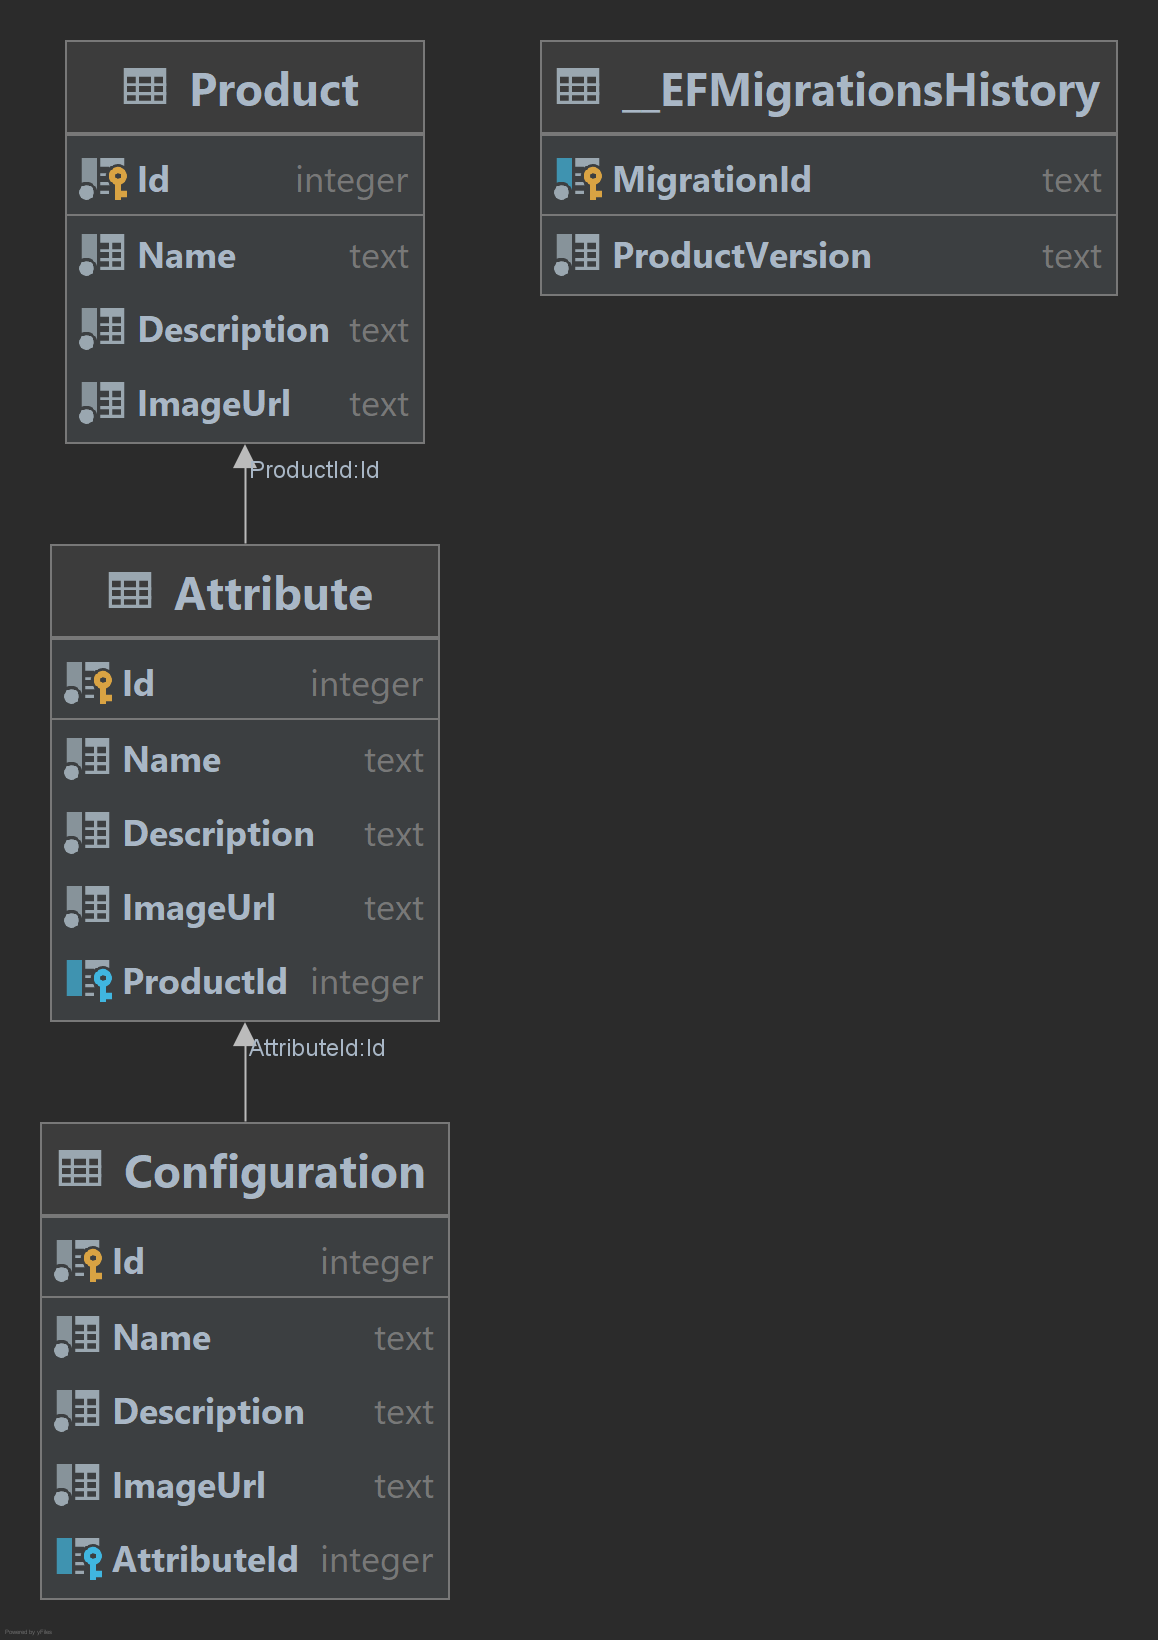 Product
Id integer
Name text
Description text
ImageUrl text
ProductId:Id
Attribute
Id integer
Name text
Description text
ImageUrl text
ProductId integer
AttributeId:Id
Configuration
Id integer
Name text
Description text
ImageUrl text
AttributeId integer
__EFMigrationsHistory
MigrationId text
ProductVersion text
Powered by yFiles